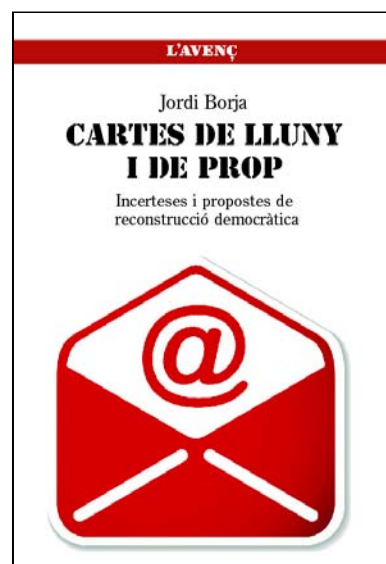 L'AVENÇ
Jordi Borja
CARTES DE LLUNY
I DE PROP
Incerteses i propostes de
reconstrucció democràtica
@